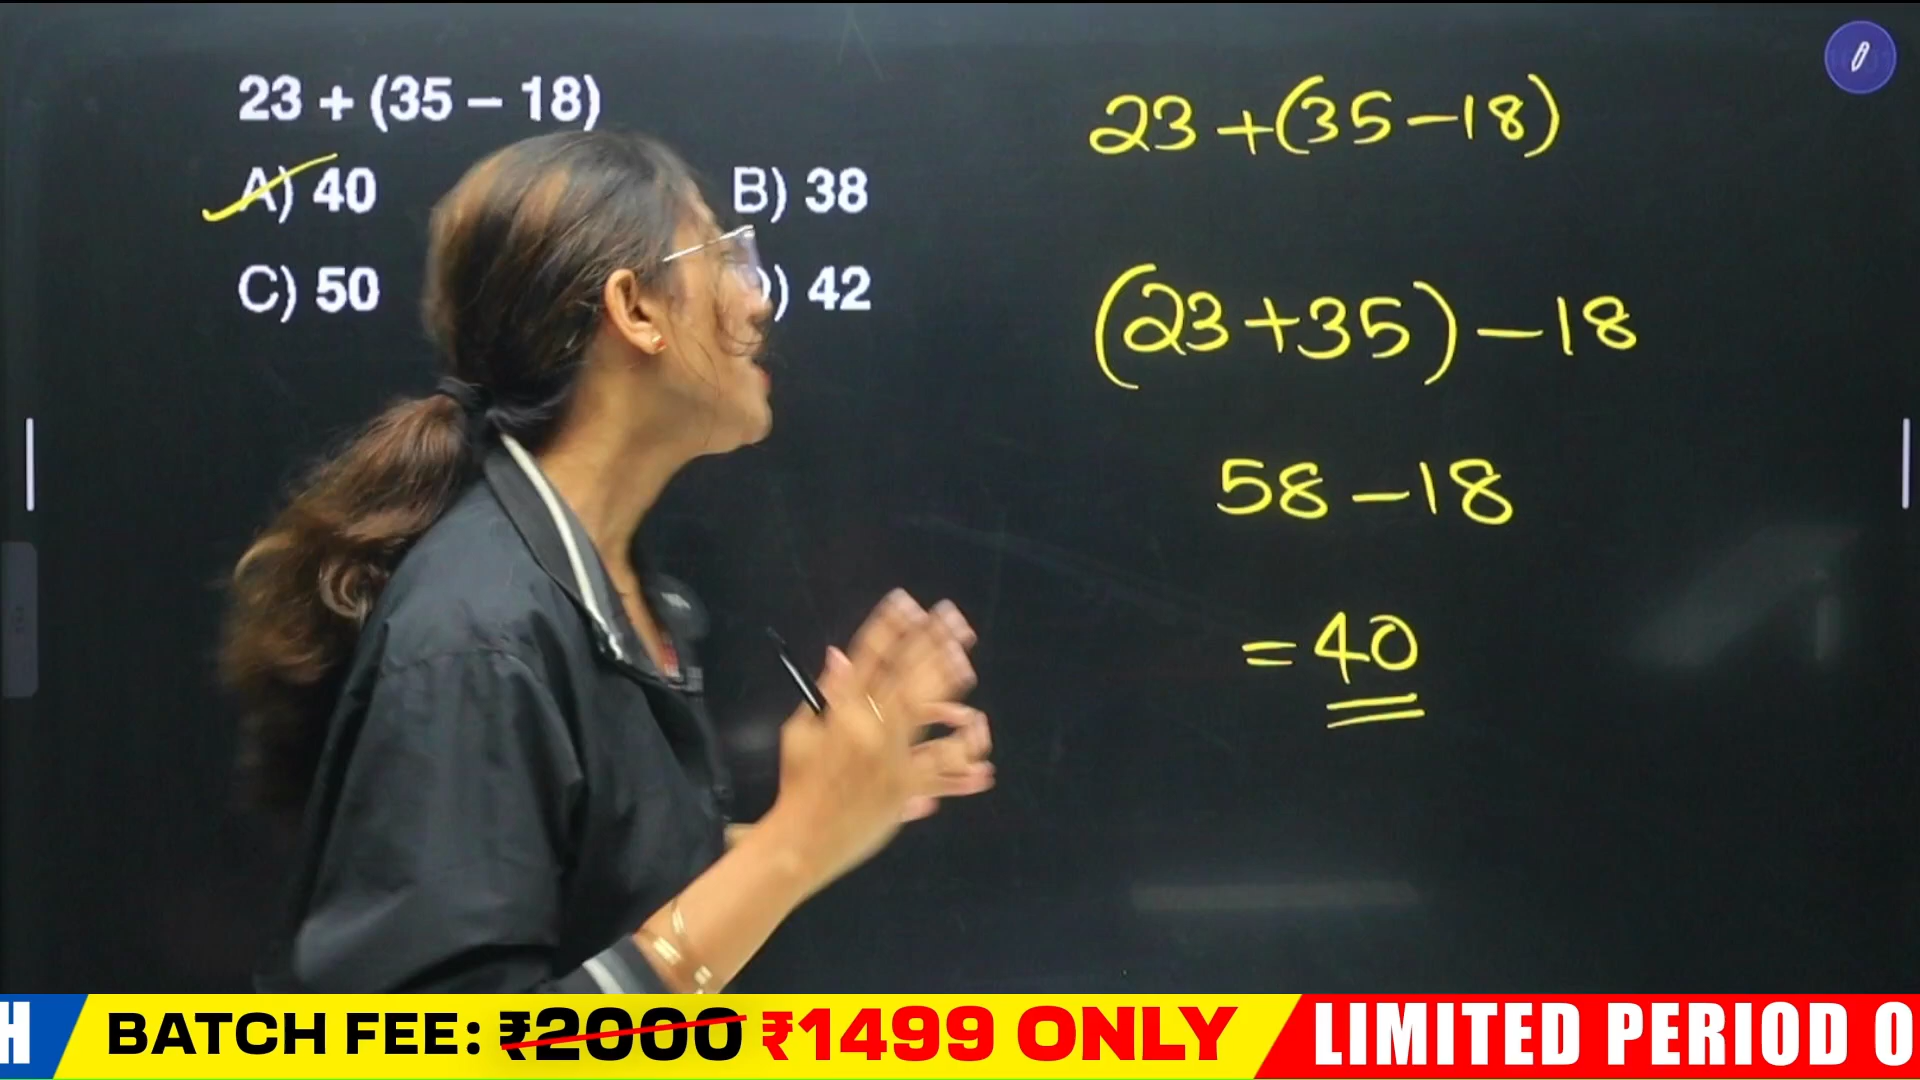 23 + (35 – 18)
A) 40
B) 38
C) 50
) 42
23 + (35 – 18)
(23 + 35) – 18
58 – 18
= 40
H
BATCH FEE: ₹2000 ₹1499 ONLY
LIMITED PERIOD O